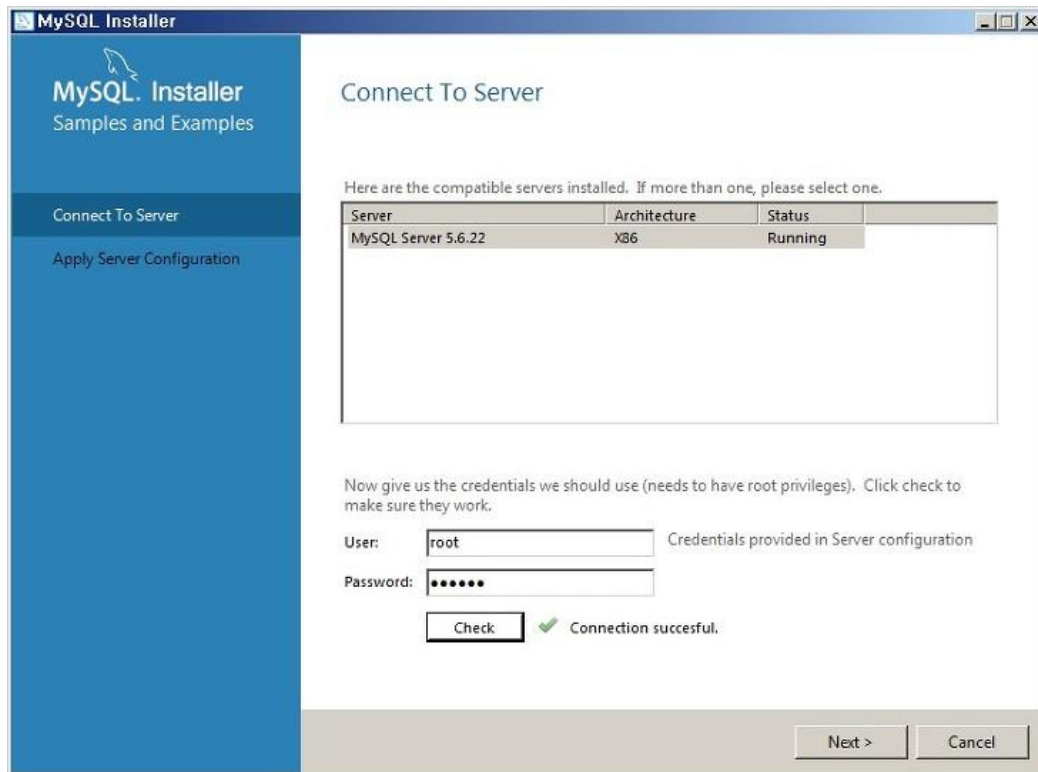 MySQL Installer
MySQL. Installer
Samples and Examples
Connect To Server
Apply Server Configuration
Connect To Server
Here are the compatible servers installed. If more than one, please select one.
Server Architecture Status
MySQL Server 5.6.22 X86 Running
Now give us the credentials we should use (needs to have root privileges). Click check to
make sure they work.
User: root Credentials provided in Server configuration
Password: ●●●●●●
Check Connection succesful.
Next > Cancel